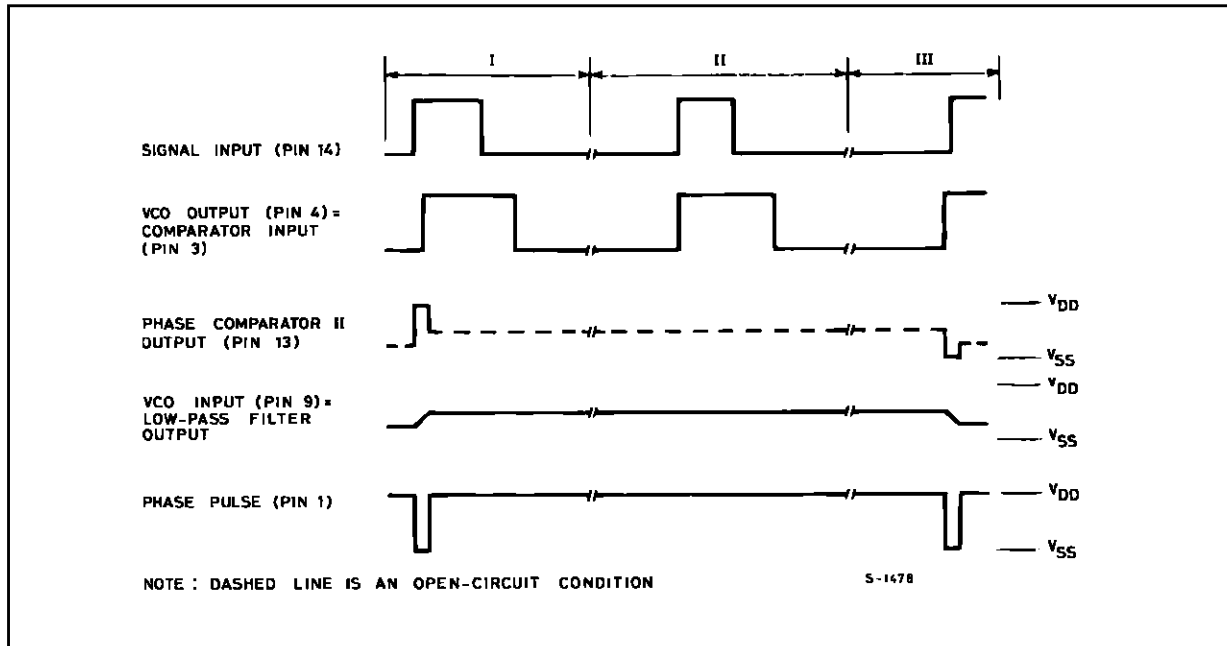 I II III
SIGNAL INPUT (PIN 14)
VCO OUTPUT (PIN 4)=
COMPARATOR INPUT
(PIN 3)
PHASE COMPARATOR II
OUTPUT (PIN 13)
VDD
VSS
VCO INPUT (PIN 9)=
LOW-PASS FILTER
OUTPUT
VDD
VSS
PHASE PULSE (PIN 1)
VDD
VSS
NOTE : DASHED LINE IS AN OPEN-CIRCUIT CONDITION
S-1478